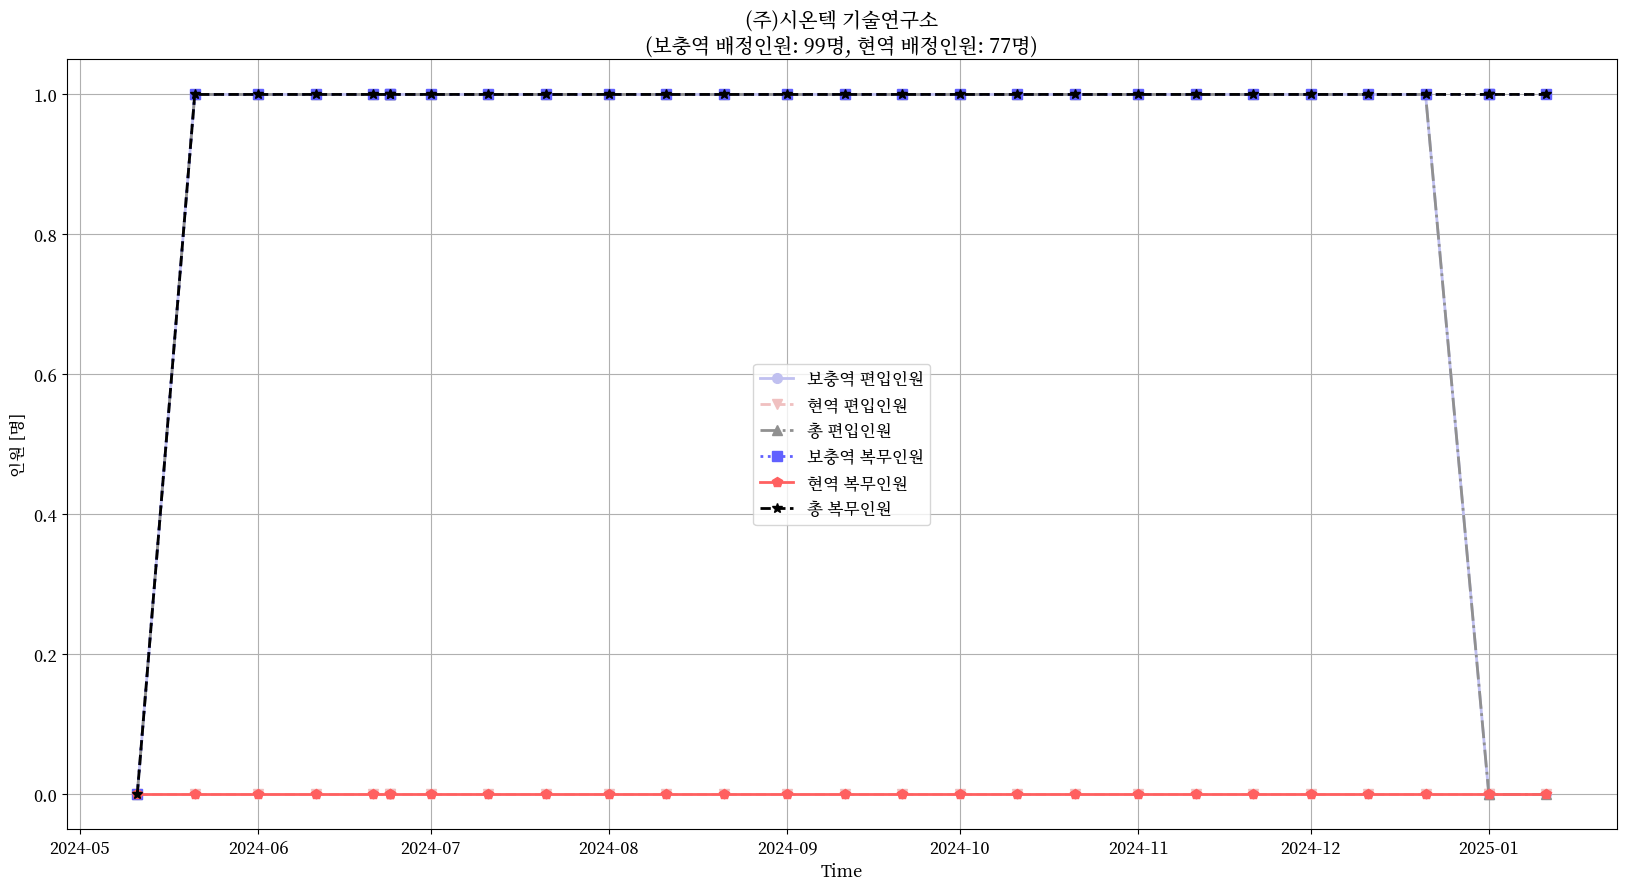 (주)시온텍 기술연구소
(보충역 배정인원: 99명, 현역 배정인원: 77명)
인원 [명]
1.0
0.8
0.6
0.4
0.2
0.0
보충역 편입인원
현역 편입인원
총 편입인원
보충역 복무인원
현역 복무인원
총 복무인원
2024-05 2024-06 2024-07 2024-08 2024-09 2024-10 2024-11 2024-12 2025-01
Time